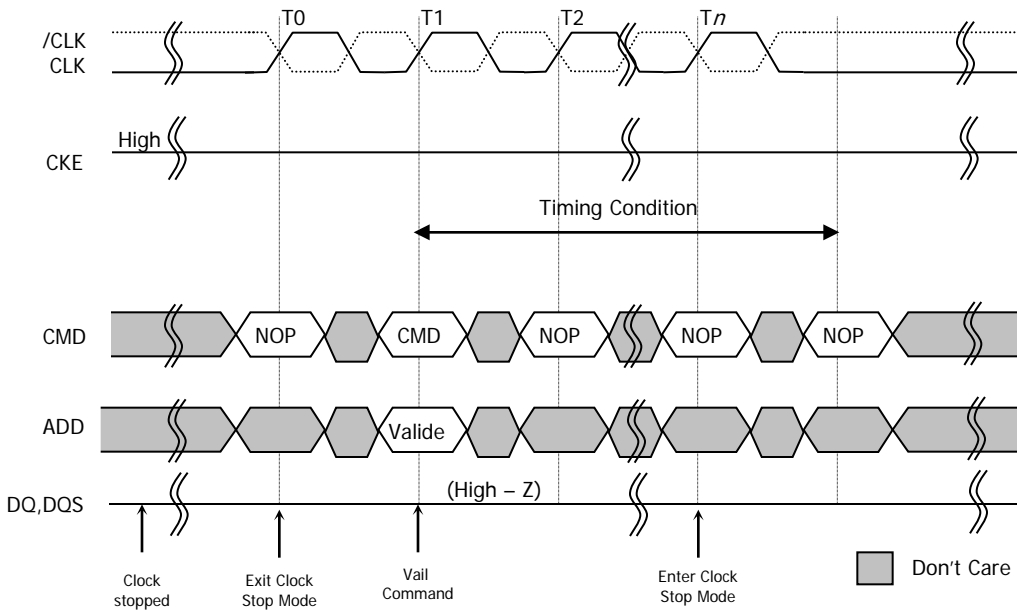 T0 T1 T2 Tn
/CLK
CLK
High
CKE
Timing Condition
CMD NOP CMD NOP NOP NOP
ADD Valide
(High – Z)
DQ,DQS
Clock stopped
Exit Clock Stop Mode
Vail Command
Enter Clock Stop Mode
Don't Care